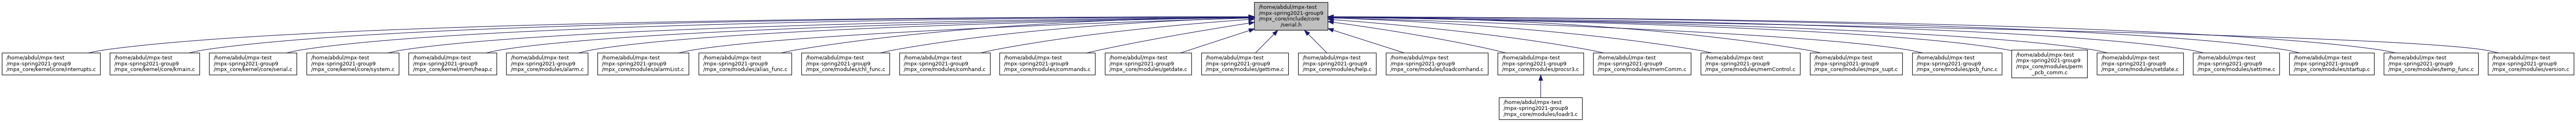 /home/abdul/mpx-test
/mpx-spring2021-group9
/mpx_core/include/core
/serial.h
/home/abdul/mpx-test
/mpx-spring2021-group9
/mpx_core/kernel/core/interrupts.c
/home/abdul/mpx-test
/mpx-spring2021-group9
/mpx_core/kernel/core/kmain.c
/home/abdul/mpx-test
/mpx-spring2021-group9
/mpx_core/kernel/core/serial.c
/home/abdul/mpx-test
/mpx-spring2021-group9
/mpx_core/kernel/core/system.c
/home/abdul/mpx-test
/mpx-spring2021-group9
/mpx_core/kernel/mem/heap.c
/home/abdul/mpx-test
/mpx-spring2021-group9
/mpx_core/modules/alarm.c
/home/abdul/mpx-test
/mpx-spring2021-group9
/mpx_core/modules/alarmList.c
/home/abdul/mpx-test
/mpx-spring2021-group9
/mpx_core/modules/alias_func.c
/home/abdul/mpx-test
/mpx-spring2021-group9
/mpx_core/modules/chl_func.c
/home/abdul/mpx-test
/mpx-spring2021-group9
/mpx_core/modules/comhand.c
/home/abdul/mpx-test
/mpx-spring2021-group9
/mpx_core/modules/commands.c
/home/abdul/mpx-test
/mpx-spring2021-group9
/mpx_core/modules/getdate.c
/home/abdul/mpx-test
/mpx-spring2021-group9
/mpx_core/modules/gettime.c
/home/abdul/mpx-test
/mpx-spring2021-group9
/mpx_core/modules/help.c
/home/abdul/mpx-test
/mpx-spring2021-group9
/mpx_core/modules/loadcomhand.c
/home/abdul/mpx-test
/mpx-spring2021-group9
/mpx_core/modules/procsr3.c
/home/abdul/mpx-test
/mpx-spring2021-group9
/mpx_core/modules/memComm.c
/home/abdul/mpx-test
/mpx-spring2021-group9
/mpx_core/modules/memControl.c
/home/abdul/mpx-test
/mpx-spring2021-group9
/mpx_core/modules/mpx_supt.c
/home/abdul/mpx-test
/mpx-spring2021-group9
/mpx_core/modules/pcb_func.c
/home/abdul/mpx-test
/mpx-spring2021-group9
/mpx_core/modules/perm
_pcb_comm.c
/home/abdul/mpx-test
/mpx-spring2021-group9
/mpx_core/modules/setdate.c
/home/abdul/mpx-test
/mpx-spring2021-group9
/mpx_core/modules/settime.c
/home/abdul/mpx-test
/mpx-spring2021-group9
/mpx_core/modules/startup.c
/home/abdul/mpx-test
/mpx-spring2021-group9
/mpx_core/modules/temp_func.c
/home/abdul/mpx-test
/mpx-spring2021-group9
/mpx_core/modules/version.c
/home/abdul/mpx-test
/mpx-spring2021-group9
/mpx_core/modules/loadr3.c